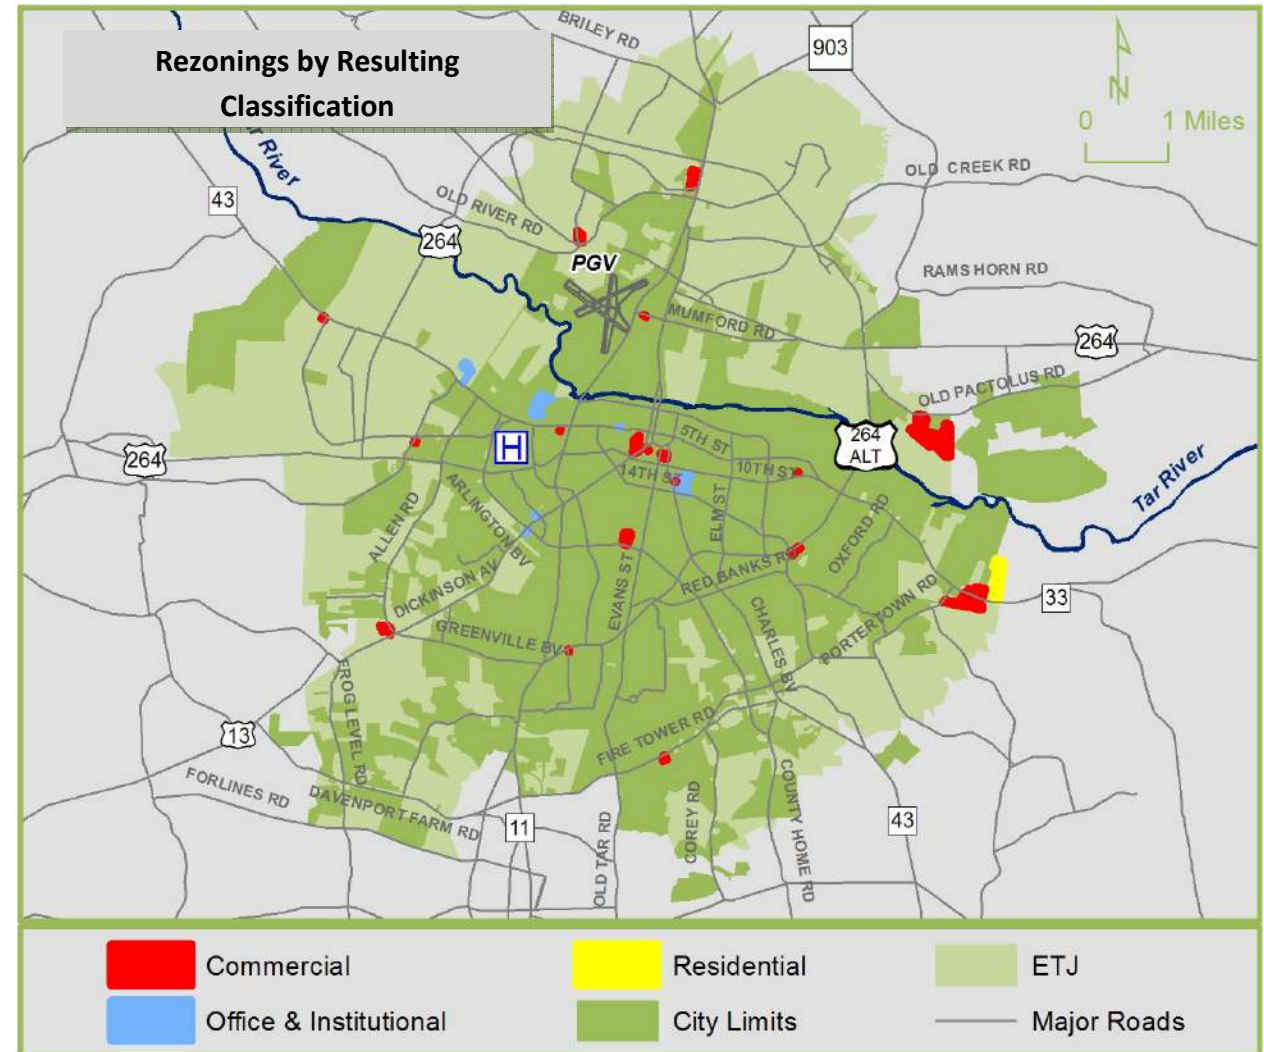 Rezonings by Resulting
Classification
BRILEY RD
903
N
0 1 Miles
River
43
OLD RIVER RD
OLD CREEK RD
264
PGV
RAMS HORN RD
MUMFORD RD
264
OLD PACTOLUS RD
264
H
5TH ST
264
ALT
14TH ST
10TH ST
Tar River
ALLEN RD
ARLINGTON BV
ELM ST
OXFORD RD
DICKINSON AV
EVANS ST
RED BANKS RD
33
GREENVILLE BV
CHARLES BV
PORTERTOWN RD
FROG LEVEL RD
13
FIRE TOWER RD
FORLINES RD
DAVENPORT FARM RD
11
OLD TAR RD
COREY RD
COUNTY HOME RD
43
Commercial
Residential
ETJ
Office & Institutional
City Limits
Major Roads